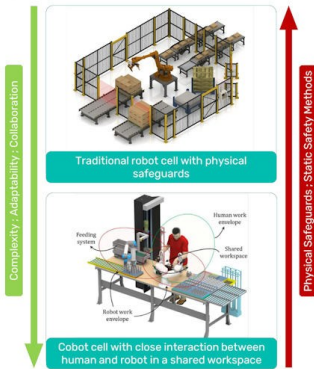 Complexity : Adaptability : Collaboration
Traditional robot cell with physical
safeguards
Physical Safeguards : Static Safety Methods
Human work
envelope
Feeding
system
Shared
workspace
Robot work
envelope
Cobot cell with close interaction between
human and robot in a shared workspace